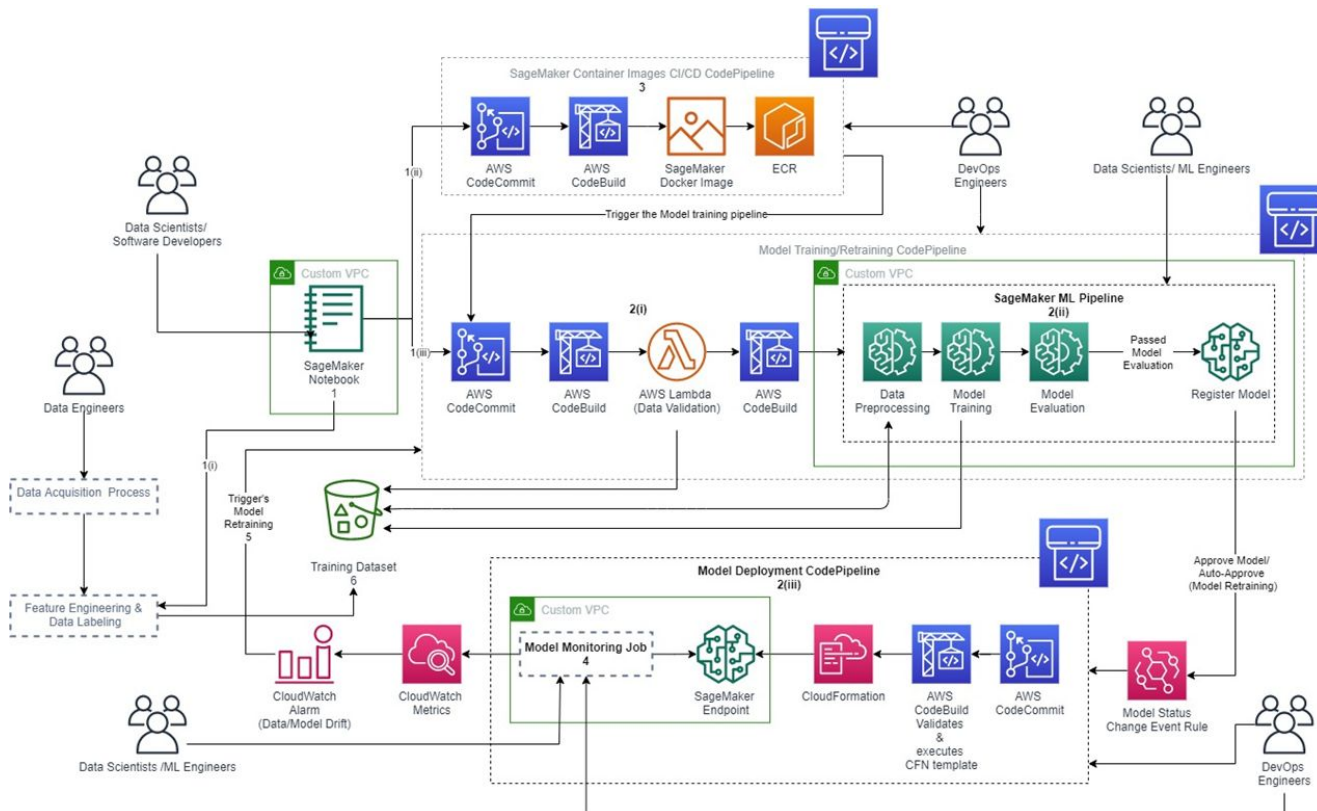 SageMaker Container Images CI/CD CodePipeline
3
AWS
CodeCommit
AWS
CodeBuild
SageMaker
Docker Image
ECR
1(ii)
DevOps
Engineers
Data Scientists/ ML Engineers
Data Scientists/
Software Developers
Trigger the Model training pipeline
Model Training/Retraining CodePipeline
Custom VPC
SageMaker
Notebook
1
1(iii)
2(i)
AWS
CodeCommit
AWS
CodeBuild
AWS Lambda
(Data Validation)
AWS
CodeBuild
Custom VPC
SageMaker ML Pipeline
2(ii)
Data
Preprocessing
Model
Training
Model
Evaluation
Passed
Model
Evaluation
Register Model
Data Engineers
1(i)
Data Acquisition Process
Feature Engineering &
Data Labeling
Trigger's
Model
Retraining
5
Training Dataset
6
Approve Model/
Auto-Approve
(Model Retraining)
Model Deployment CodePipeline
2(iii)
Custom VPC
Model Monitoring Job
4
SageMaker
Endpoint
CloudFormation
AWS
CodeBuild
Validates
&
executes
CFN template
AWS
CodeCommit
Model Status
Change Event Rule
CloudWatch
Alarm
(Data/Model Drift)
CloudWatch
Metrics
Data Scientists /ML Engineers
DevOps
Engineers